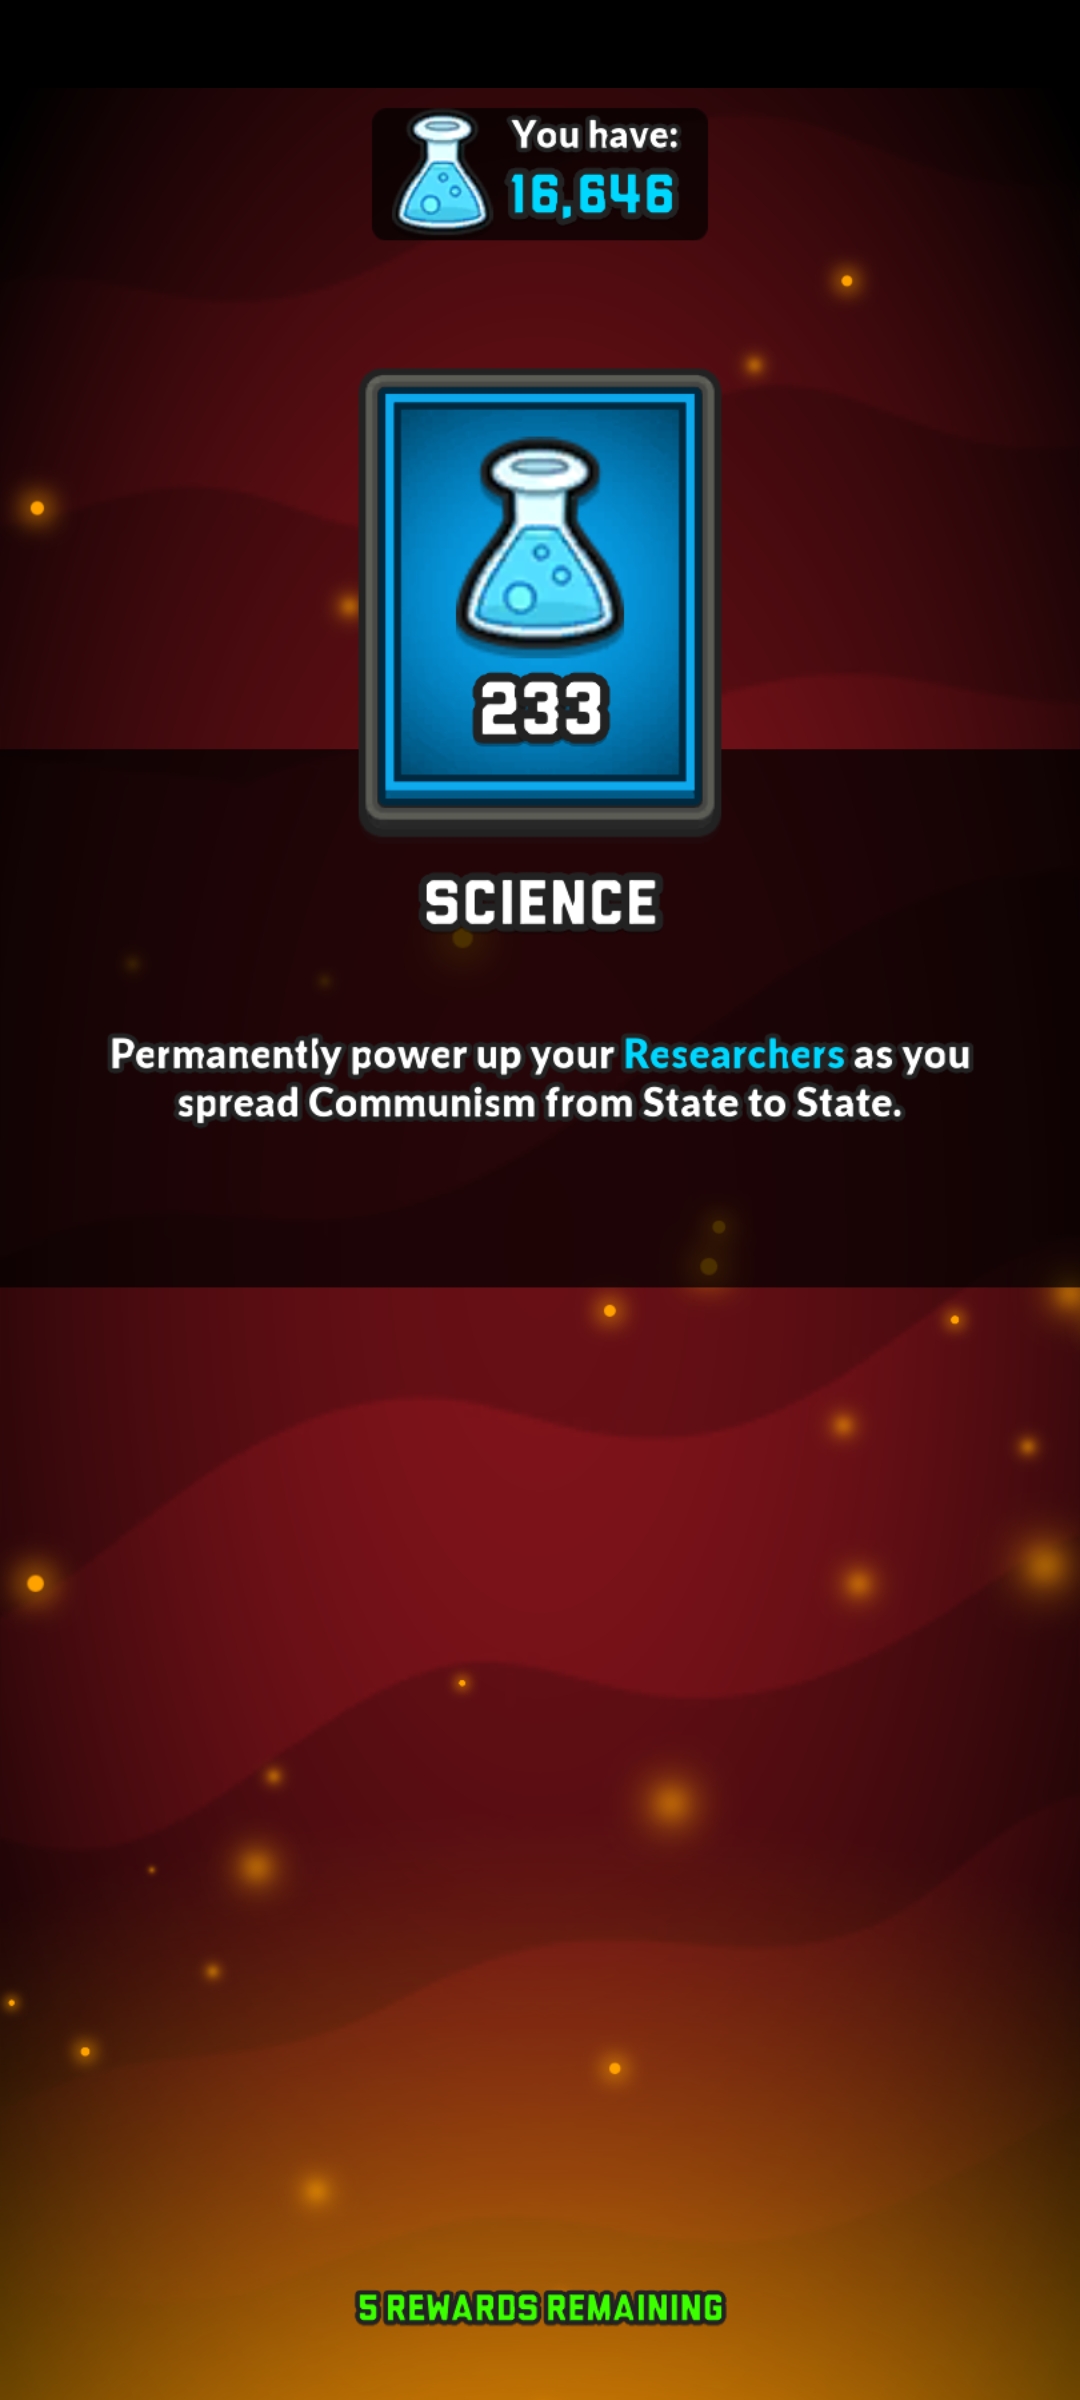 You have:
16,646
233
SCIENCE
Permanently power up your Researchers as you
spread Communism from State to State.
5 REWARDS REMAINING